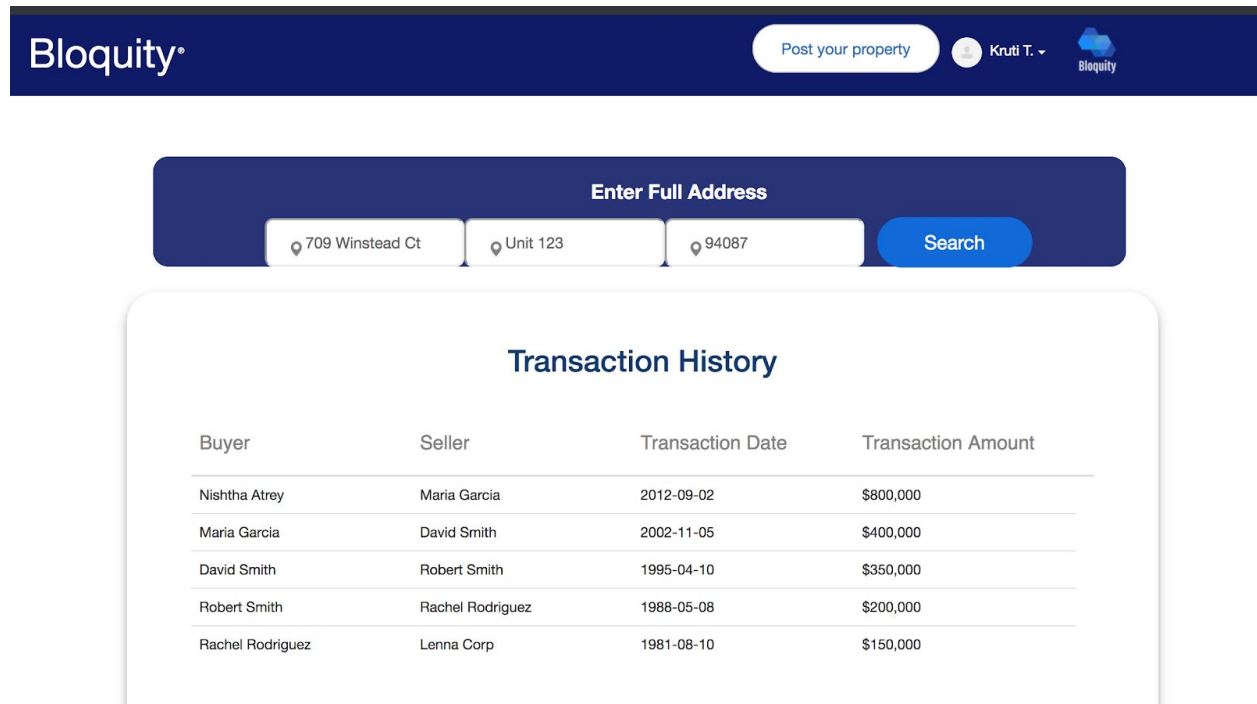 Bloquity®
Post your property
Kruti T.
Bloquity
Enter Full Address
709 Winstead Ct Unit 123 94087 Search
Transaction History
Buyer Seller Transaction Date Transaction Amount
Nishtha Atrey Maria Garcia 2012-09-02 $800,000
Maria Garcia David Smith 2002-11-05 $400,000
David Smith Robert Smith 1995-04-10 $350,000
Robert Smith Rachel Rodriguez 1988-05-08 $200,000
Rachel Rodriguez Lenna Corp 1981-08-10 $150,000